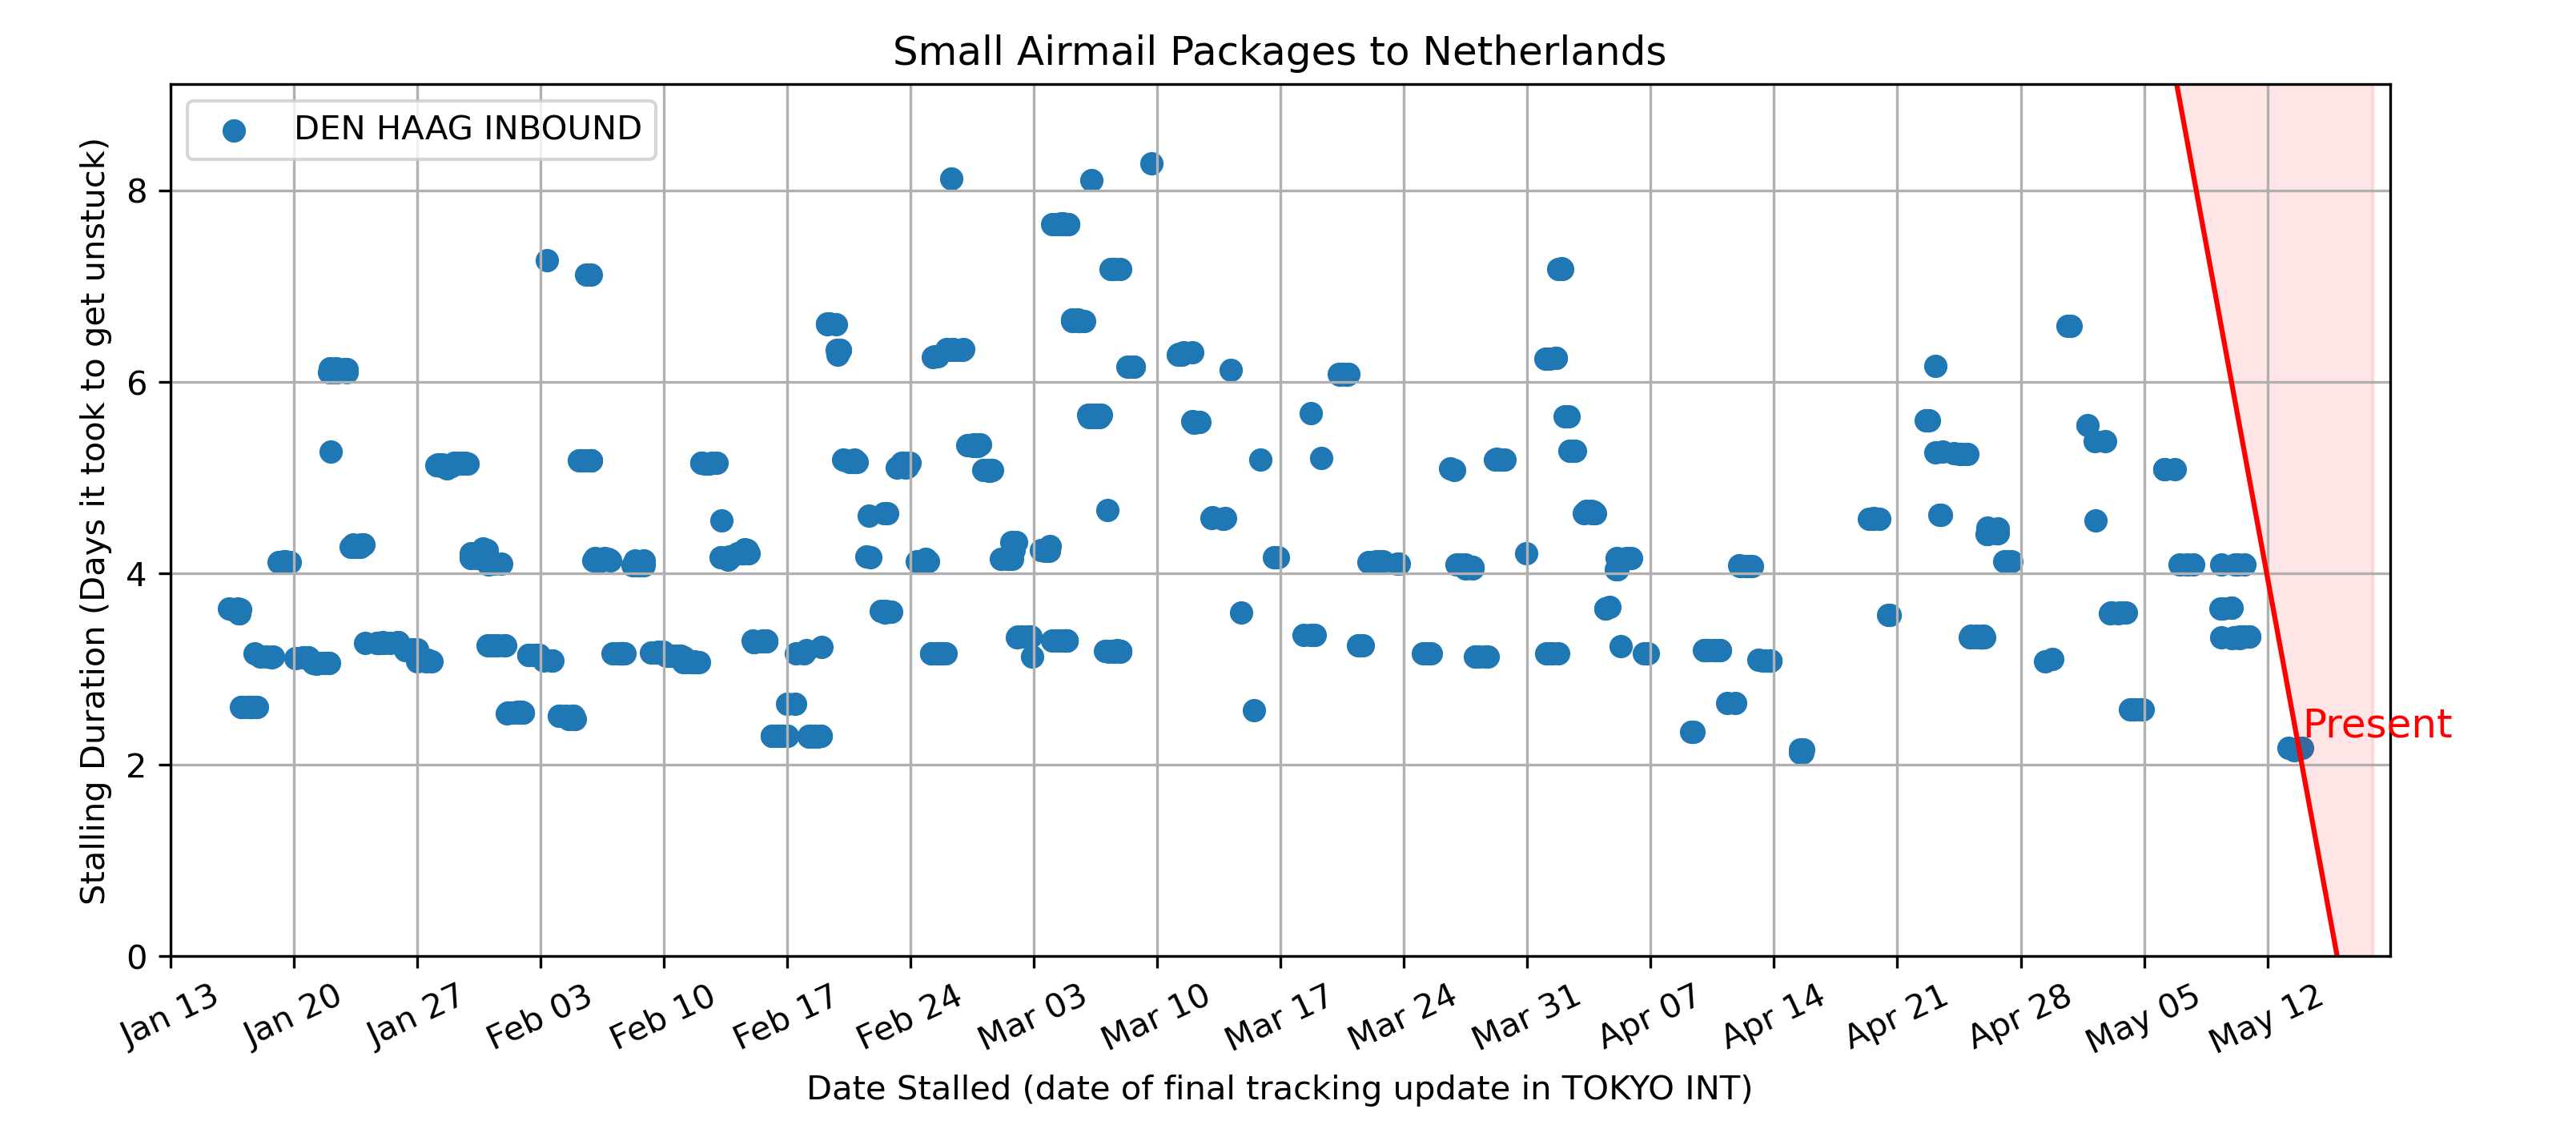 Small Airmail Packages to Netherlands
DEN HAAG INBOUND
Stalling Duration (Days it took to get unstuck)
8
6
4
2
0
Present
Jan 13
Jan 20
Jan 27
Feb 03
Feb 10
Feb 17
Feb 24
Mar 03
Mar 10
Mar 17
Mar 24
Mar 31
Apr 07
Apr 14
Apr 21
Apr 28
May 05
May 12
Date Stalled (date of final tracking update in TOKYO INT)